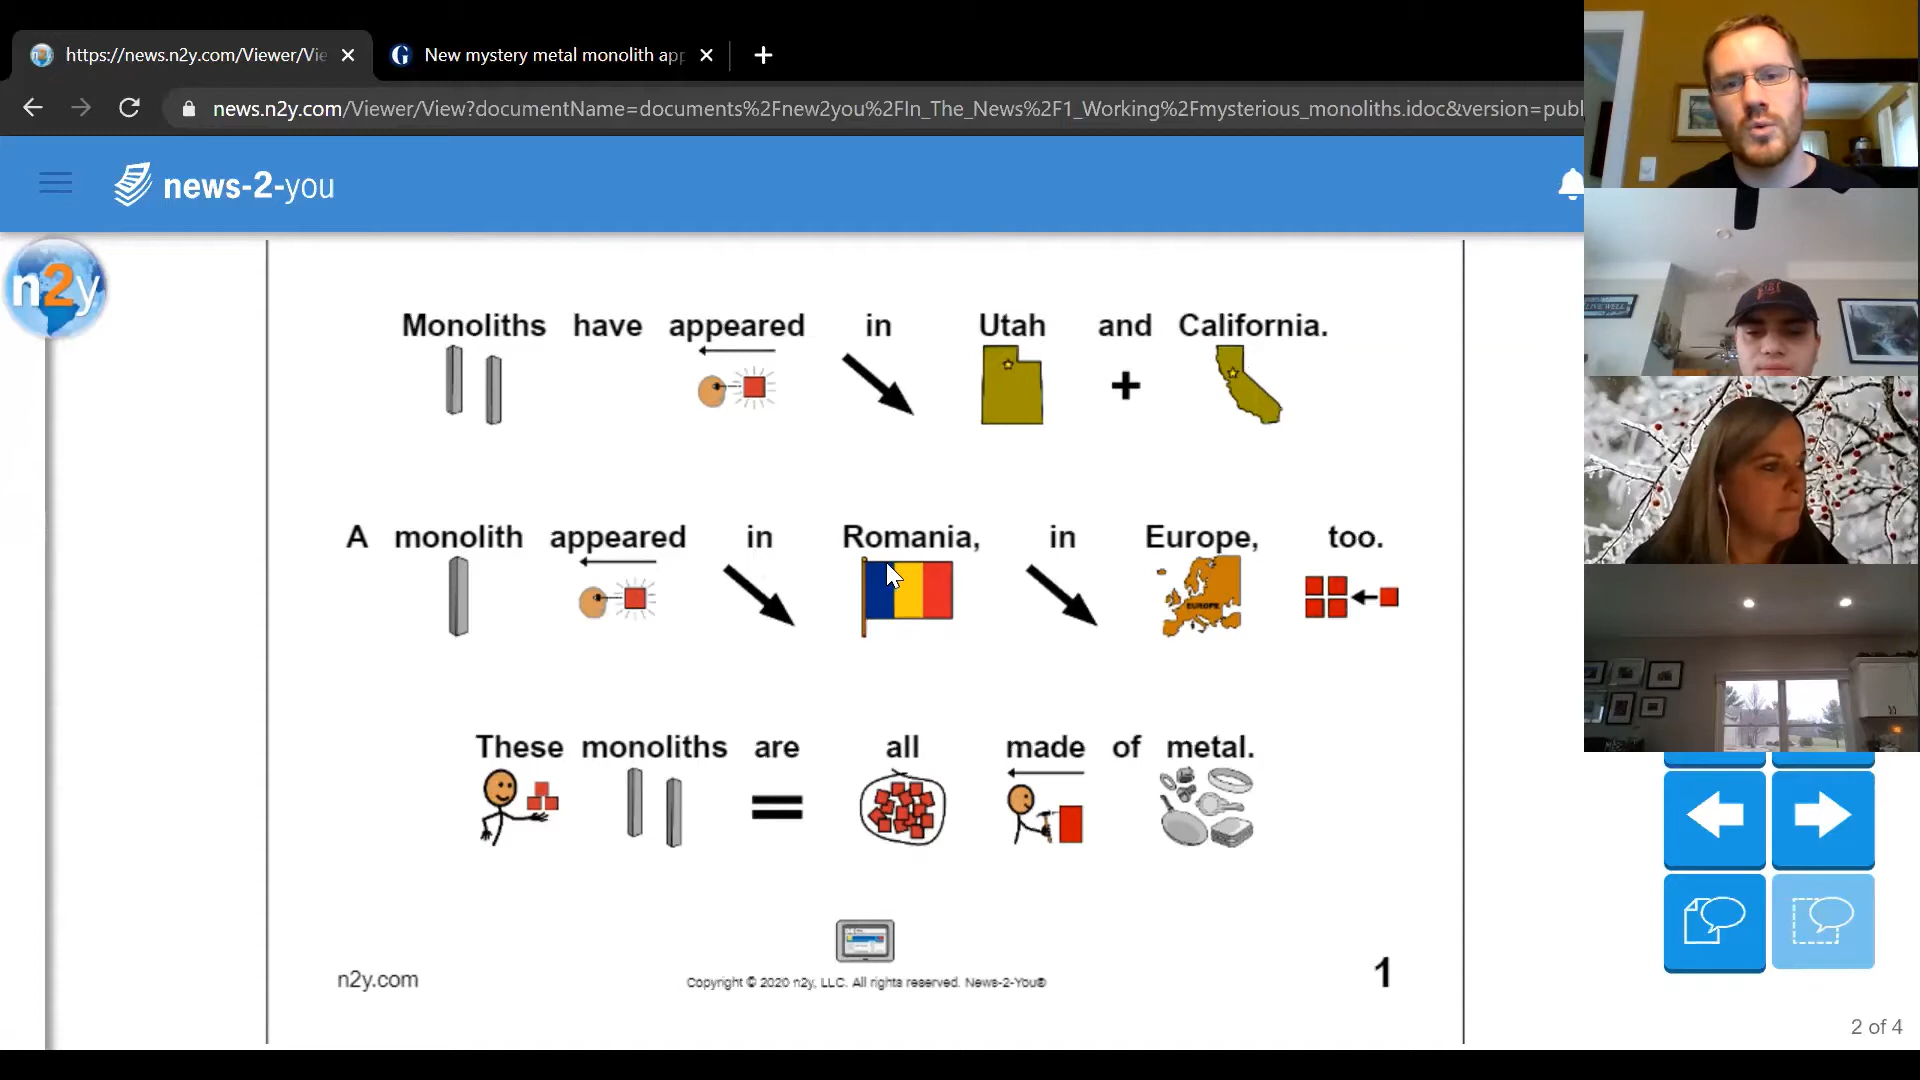 https://news.n2y.com/Viewer/Vie
New mystery metal monolith app
news.n2y.com/Viewer/View?documentName=documents%2Fnew2you%2FIn_The_News%2F1_Working%2Fmysterious_monoliths.idoc&version=publ
news-2-you
n2y
Monoliths have appeared in Utah and California.
A monolith appeared in Romania, in Europe, too.
EUROPE
These monoliths are all made of metal.
n2y.com
Copyright © 2020 n2y, LLC. All rights reserved. News-2-You®
1
2 of 4
LIVE WELL